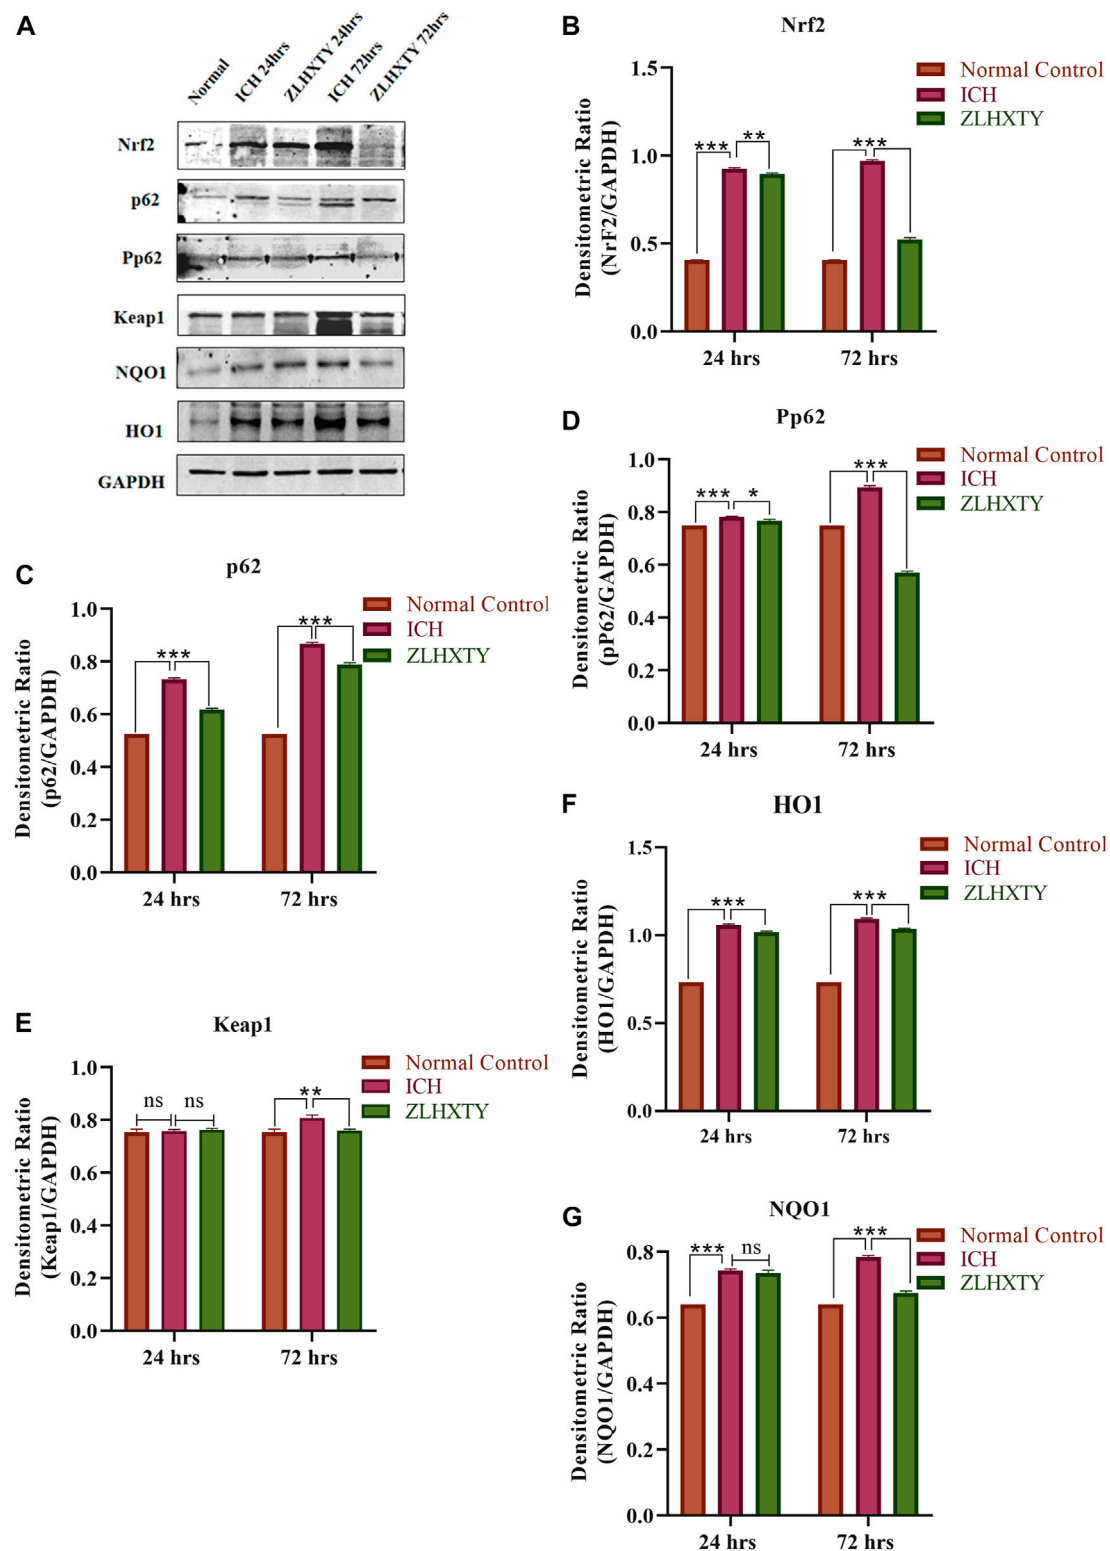 A
Normal
ICH 24hrs
ZLHXTY 24hrs
ICH 72hrs
ZLHXTY 72hrs
Nrf2
p62
Pp62
Keap1
NQO1
HO1
GAPDH
B
Nrf2
Densitometric Ratio
(NrF2/GAPDH)
1.5
1.0
0.5
0.0
*** **
***
24 hrs 72 hrs
Normal Control
ICH
ZLHXTY
C
p62
Densitometric Ratio
(p62/GAPDH)
1.0
0.8
0.6
0.4
0.2
0.0
***
***
24 hrs 72 hrs
Normal Control
ICH
ZLHXTY
D
Pp62
Densitometric Ratio
(pP62/GAPDH)
1.0
0.8
0.6
0.4
0.2
0.0
*** *
***
24 hrs 72 hrs
Normal Control
ICH
ZLHXTY
E
Keap1
Densitometric Ratio
(Keap1/GAPDH)
1.0
0.8
0.6
0.4
0.2
0.0
ns ns
**
24 hrs 72 hrs
Normal Control
ICH
ZLHXTY
F
HO1
Densitometric Ratio
(HO1/GAPDH)
1.5
1.0
0.5
0.0
***
***
24 hrs 72 hrs
Normal Control
ICH
ZLHXTY
G
NQO1
Densitometric Ratio
(NQO1/GAPDH)
0.8
0.6
0.4
0.2
0.0
*** ns
***
24 hrs 72 hrs
Normal Control
ICH
ZLHXTY